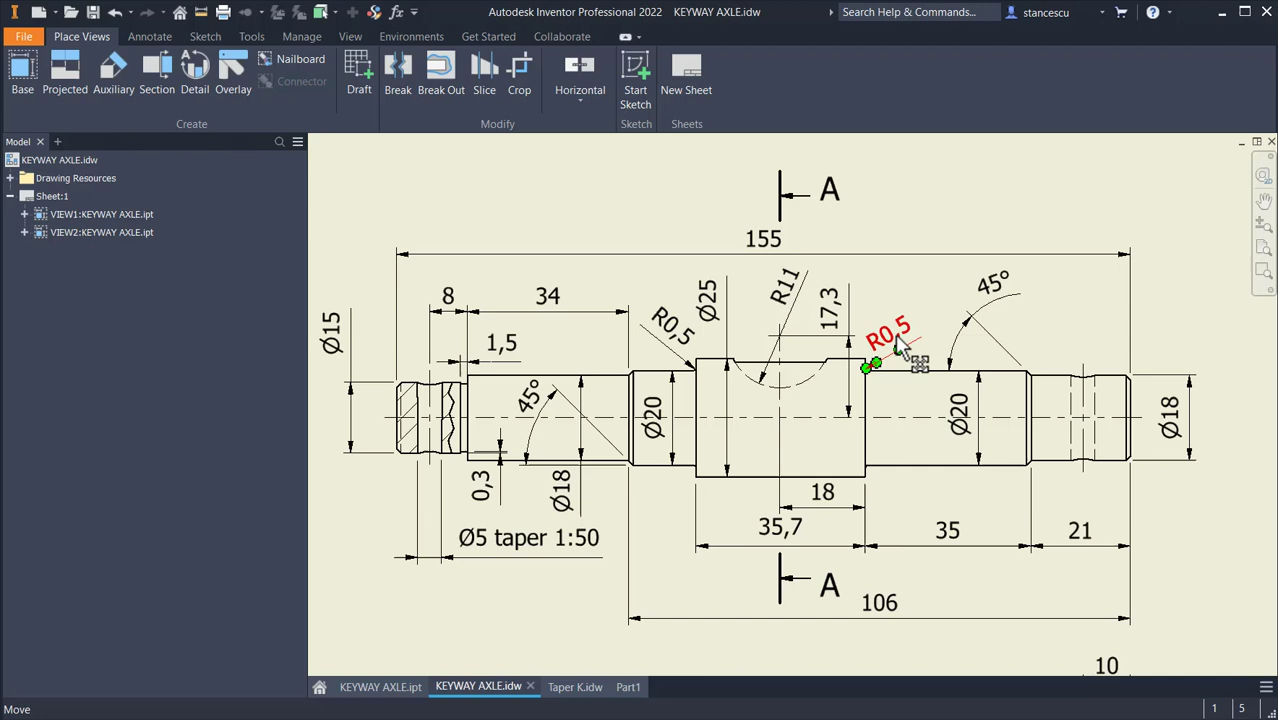 Autodesk Inventor Professional 2022 KEYWAY AXLE.idw
Search Help & Commands...
stancescu
File Place Views Annotate Sketch Tools Manage View Environments Get Started Collaborate
Base Projected Auxiliary Section Detail Overlay
Nailboard
Connector
Draft
Break Break Out Slice Crop
Horizontal
Start Sketch
New Sheet
Create Modify Sketch Sheets
Model
KEYWAY AXLE.idw
Drawing Resources
Sheet:1
VIEW1:KEYWAY AXLE.ipt
VIEW2:KEYWAY AXLE.ipt
A
155
8
34
R0,5
Ø25
R11
17,3
R0,5
45°
Ø15
1,5
45°
Ø20
Ø20
Ø18
0,3
Ø18
18
Ø5 taper 1:50
35,7
35
21
A
106
10
KEYWAY AXLE.ipt KEYWAY AXLE.idw Taper K.idw Part1
Move
1 5